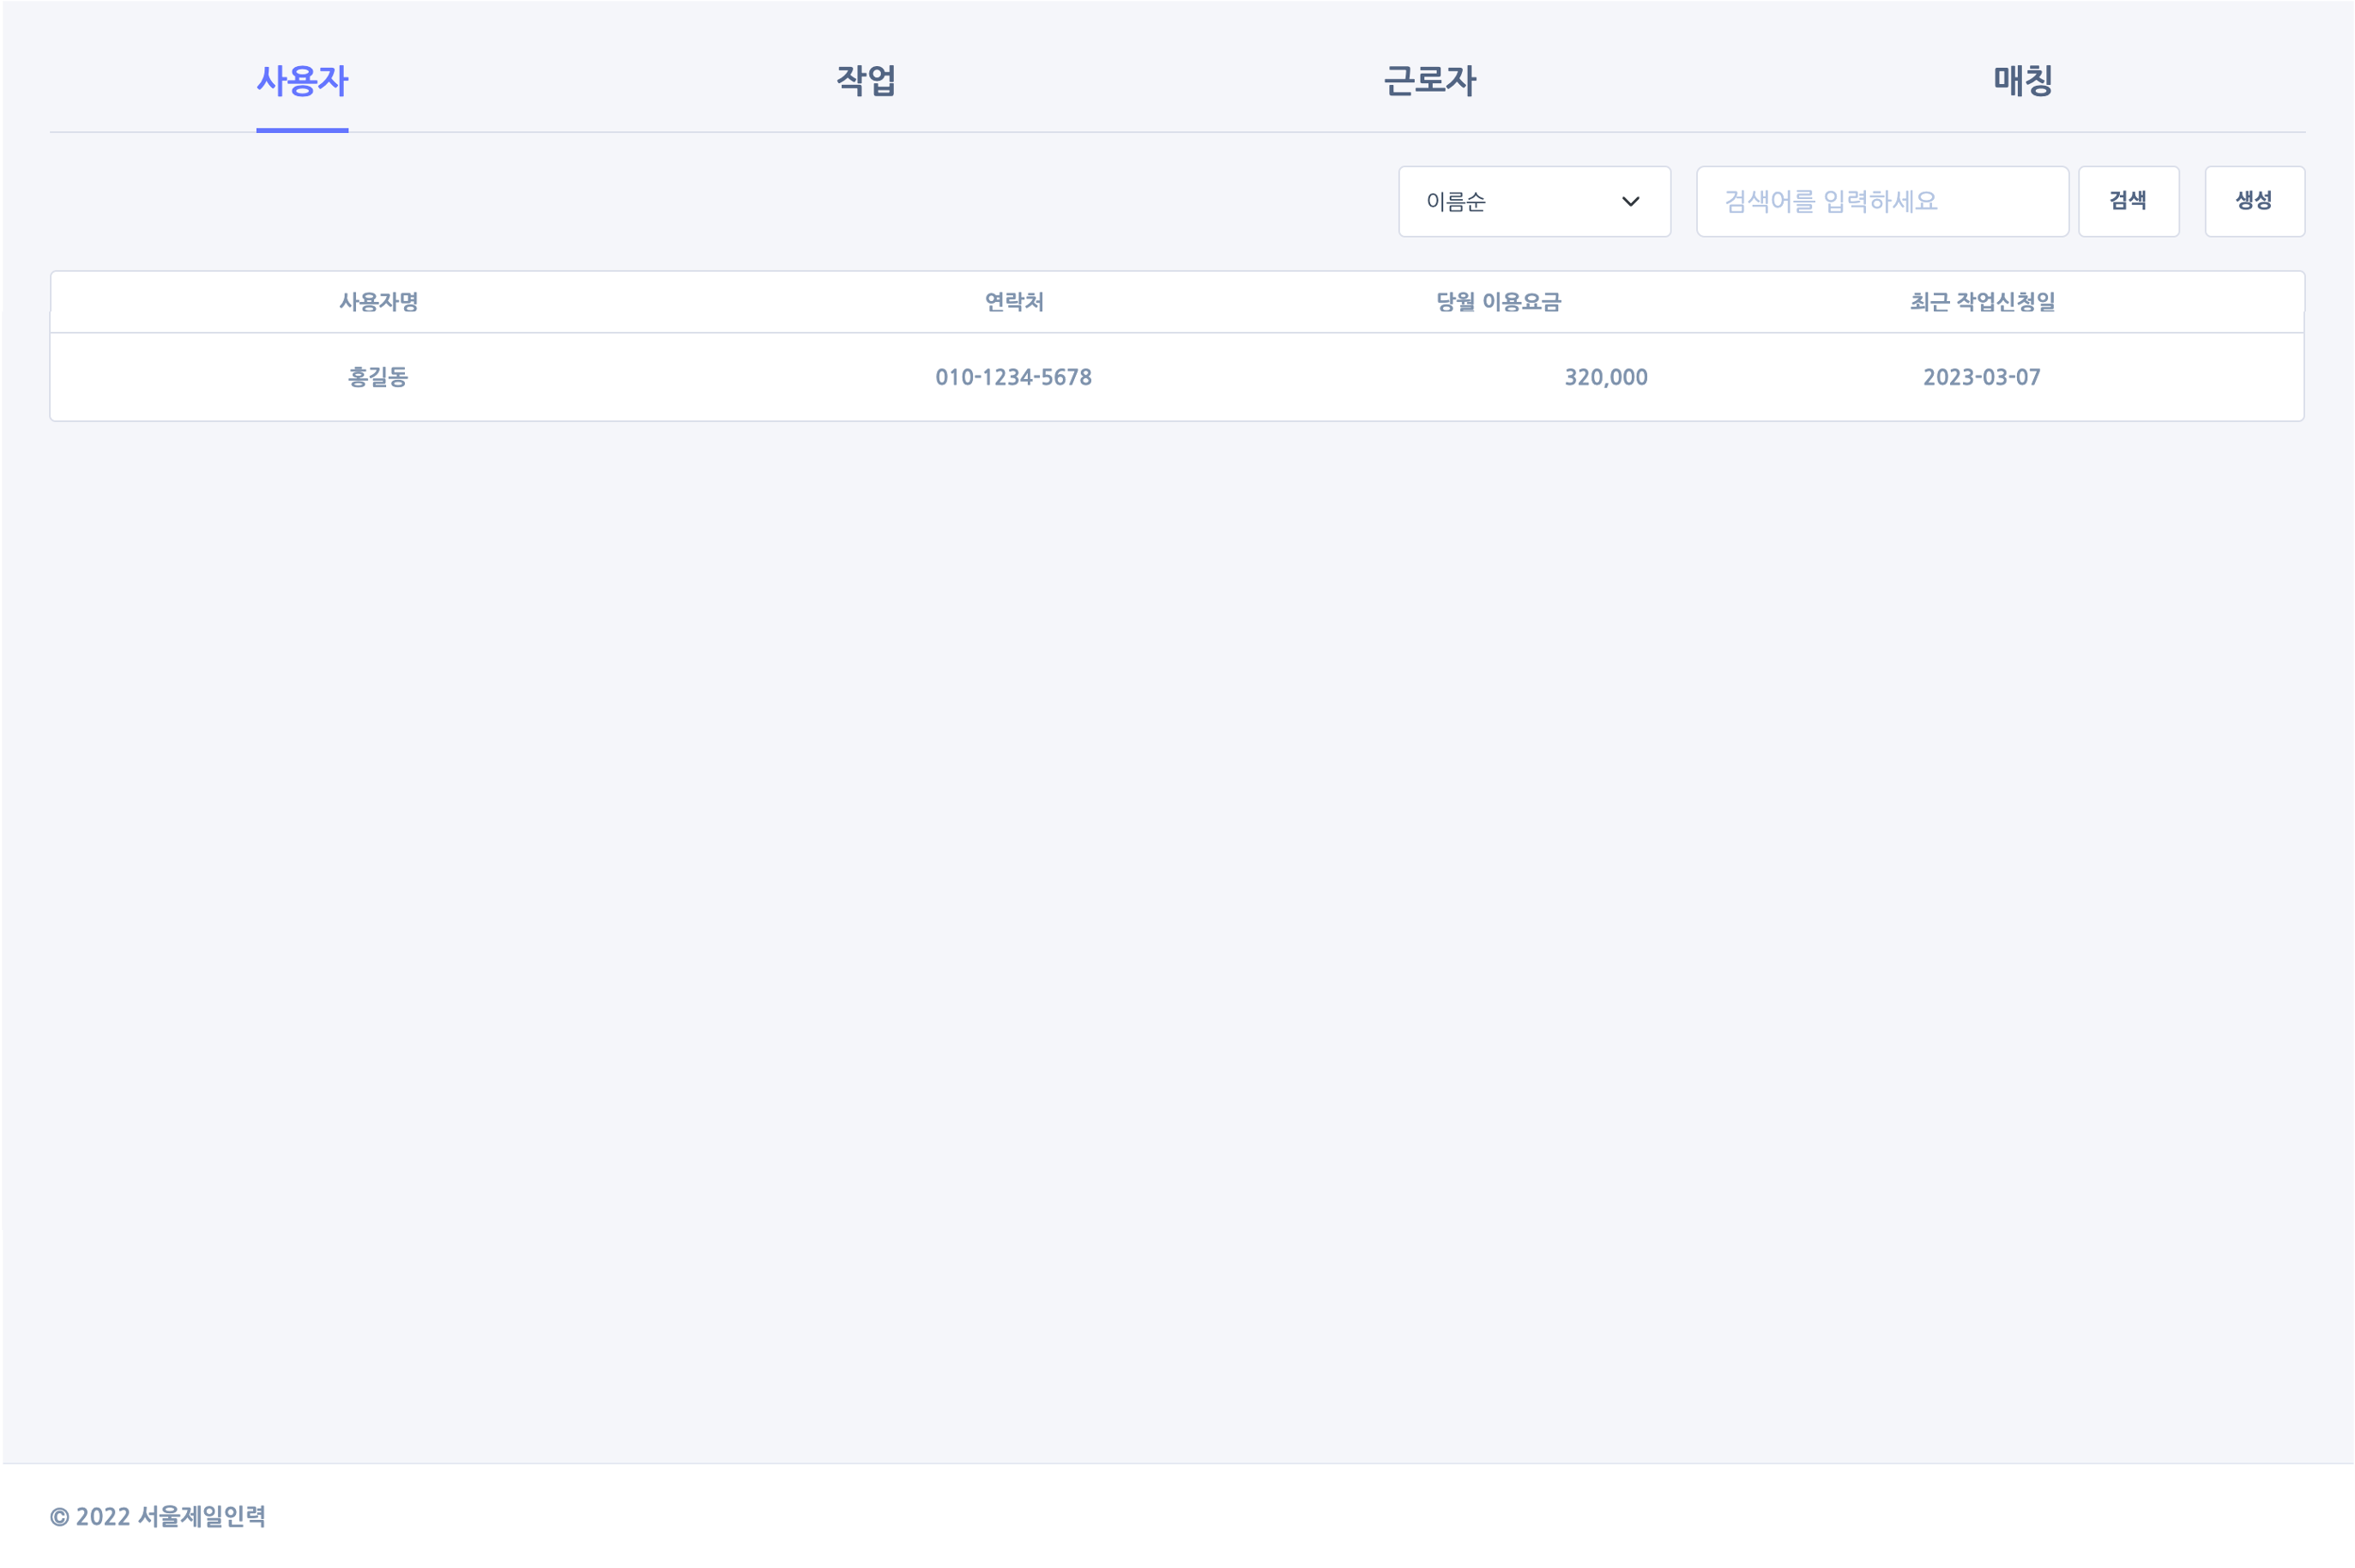 사용자 작업 근로자 매칭
이름순 검색어를 입력하세요 검색 생성
사용자명 연락처 당월 이용요금 최근 작업신청일
홍길동 010-1234-5678 320,000 2023-03-07
© 2022 서울제일인력